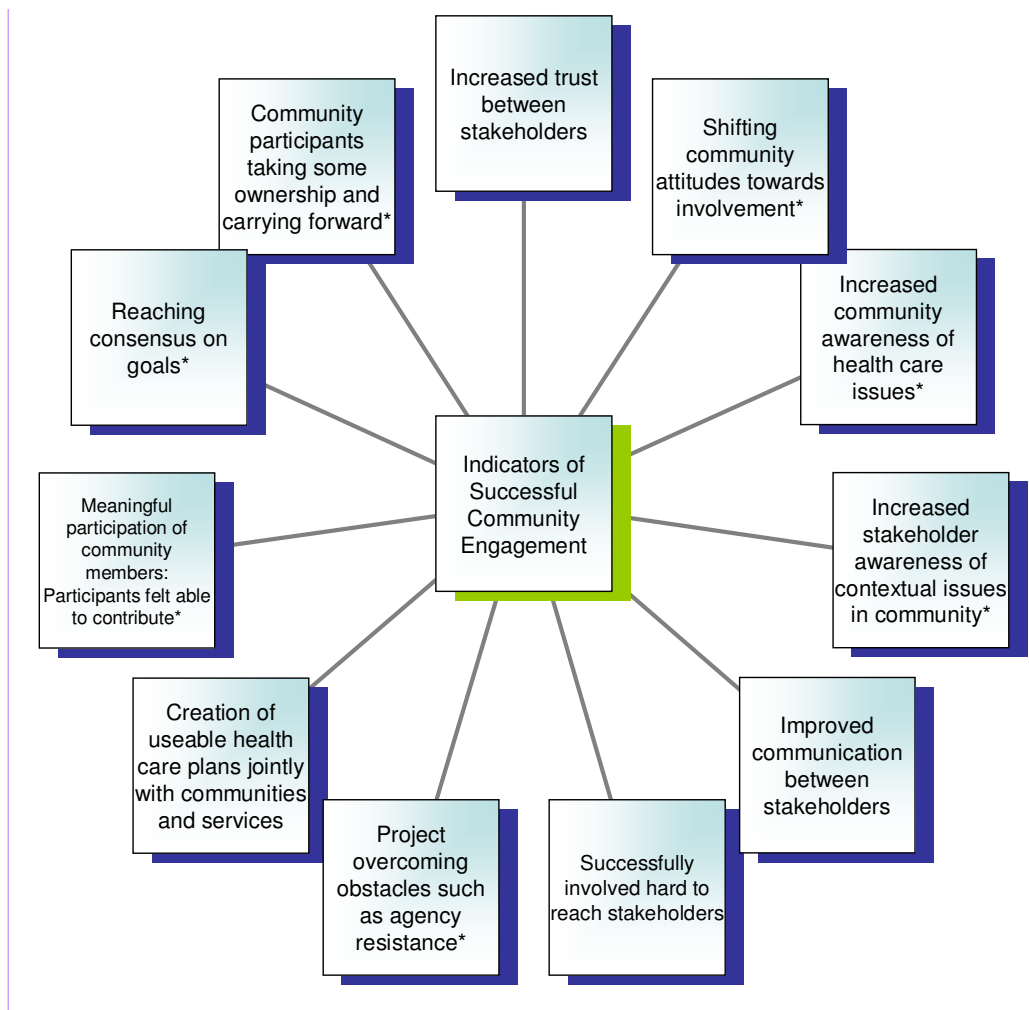 Increased trust
between
stakeholders
Shifting
community
attitudes towards
involvement*
Increased
community
awareness of
health care
issues*
Increased
stakeholder
awareness of
contextual issues
in community*
Improved
communication
between
stakeholders
Successfully
involved hard to
reach stakeholders
Project
overcoming
obstacles such
as agency
resistance*
Creation of
useable health
care plans jointly
with communities
and services
Meaningful
participation of
community
members:
Participants felt able
to contribute*
Reaching
consensus on
goals*
Community
participants
taking some
ownership and
carrying forward*
Indicators of
Successful
Community
Engagement